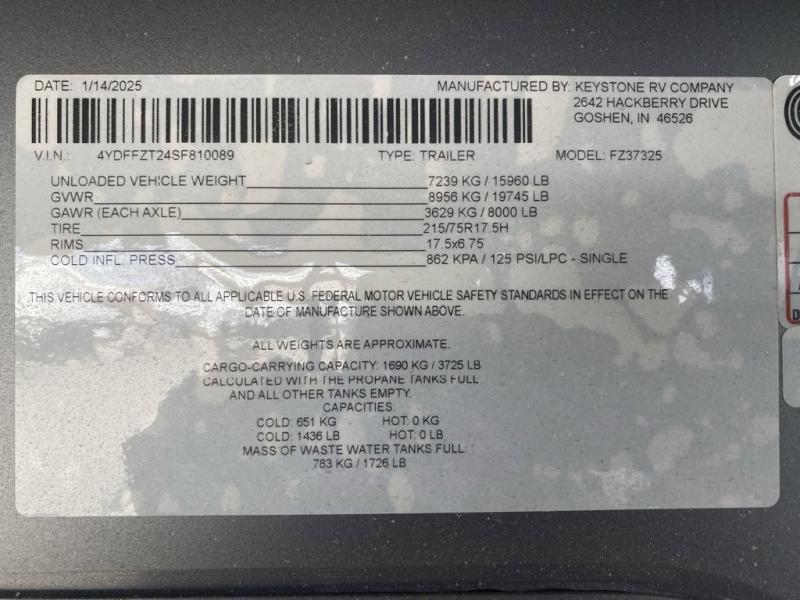 DATE: 1/14/2025
MANUFACTURED BY: KEYSTONE RV COMPANY
2642 HACKBERRY DRIVE
GOSHEN, IN 46526
V.I.N.: 4YDFFZT24SF810089 TYPE: TRAILER MODEL: FZ37325
UNLOADED VEHICLE WEIGHT 7239 KG / 15960 LB
GVWR 8956 KG / 19745 LB
GAWR (EACH AXLE) 3629 KG / 8000 LB
TIRE 215/75R17.5H
RIMS 17.5x6.75
COLD INFL. PRESS 862 KPA / 125 PSI/LPC - SINGLE
THIS VEHICLE CONFORMS TO ALL APPLICABLE U.S. FEDERAL MOTOR VEHICLE SAFETY STANDARDS IN EFFECT ON THE
DATE OF MANUFACTURE SHOWN ABOVE.
ALL WEIGHTS ARE APPROXIMATE.
CARGO-CARRYING CAPACITY: 1690 KG / 3725 LB
CALCULATED WITH THE PROPANE TANKS FULL
AND ALL OTHER TANKS EMPTY.
CAPACITIES:
COLD: 651 KG HOT: 0 KG
COLD: 1436 LB HOT: 0 LB
MASS OF WASTE WATER TANKS FULL:
783 KG / 1726 LB